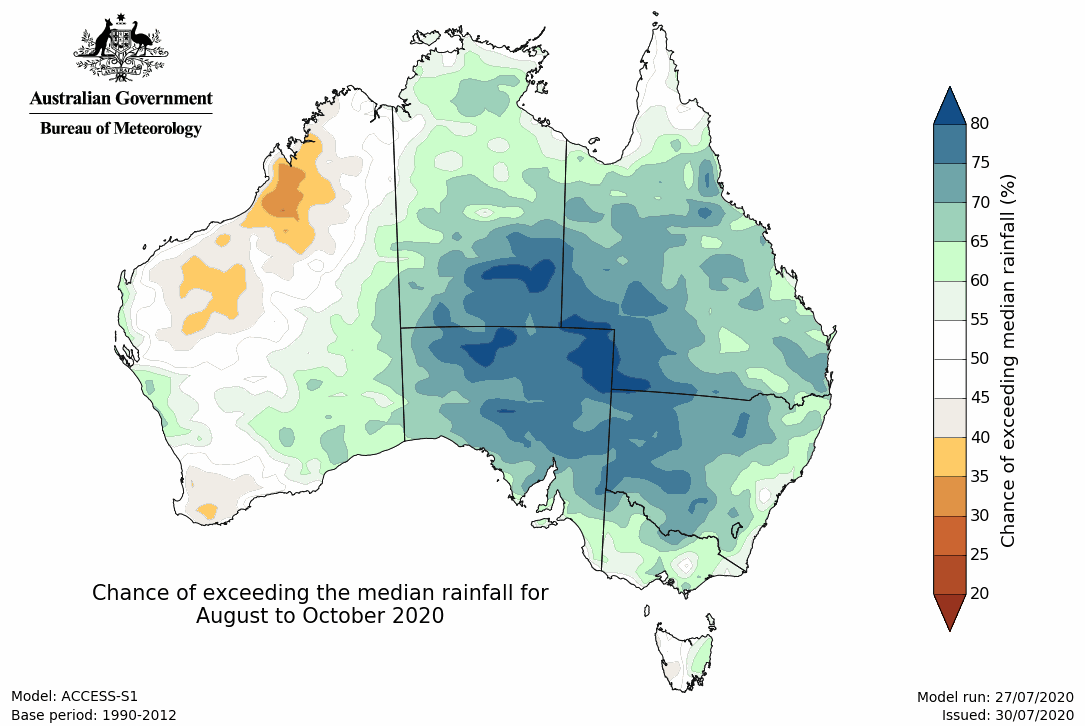 Australian Government
Bureau of Meteorology
80
75
70
65
60
55
50
45
40
35
30
25
20
Chance of exceeding median rainfall (%)
Chance of exceeding the median rainfall for
August to October 2020
Model: ACCESS-S1
Base period: 1990-2012
Model run: 27/07/2020
Issued: 30/07/2020